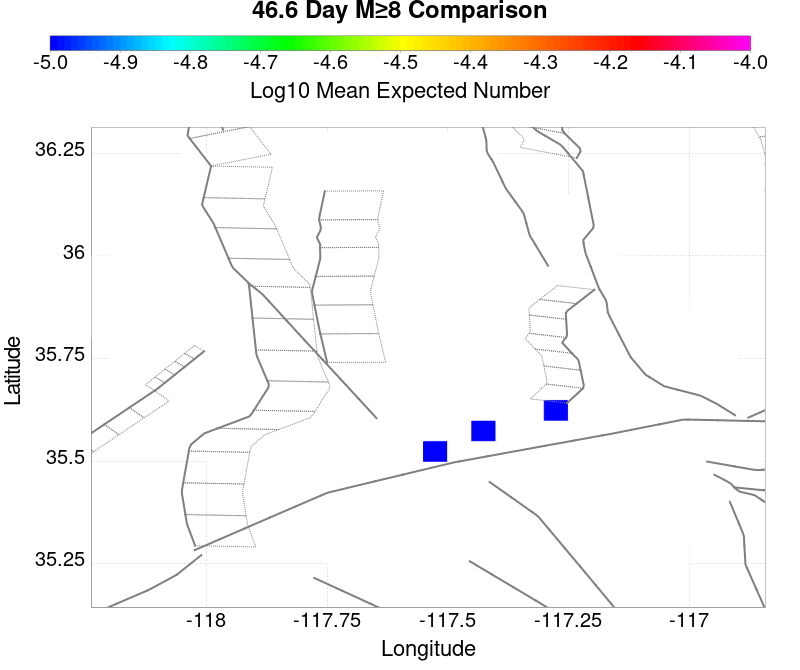 46.6 Day M≥8 Comparison
-5.0 -4.9 -4.8 -4.7 -4.6 -4.5 -4.4 -4.3 -4.2 -4.1 -4.0
Log10 Mean Expected Number
36.25
36
35.75
35.5
35.25
Latitude
-118 -117.75 -117.5 -117.25 -117
Longitude